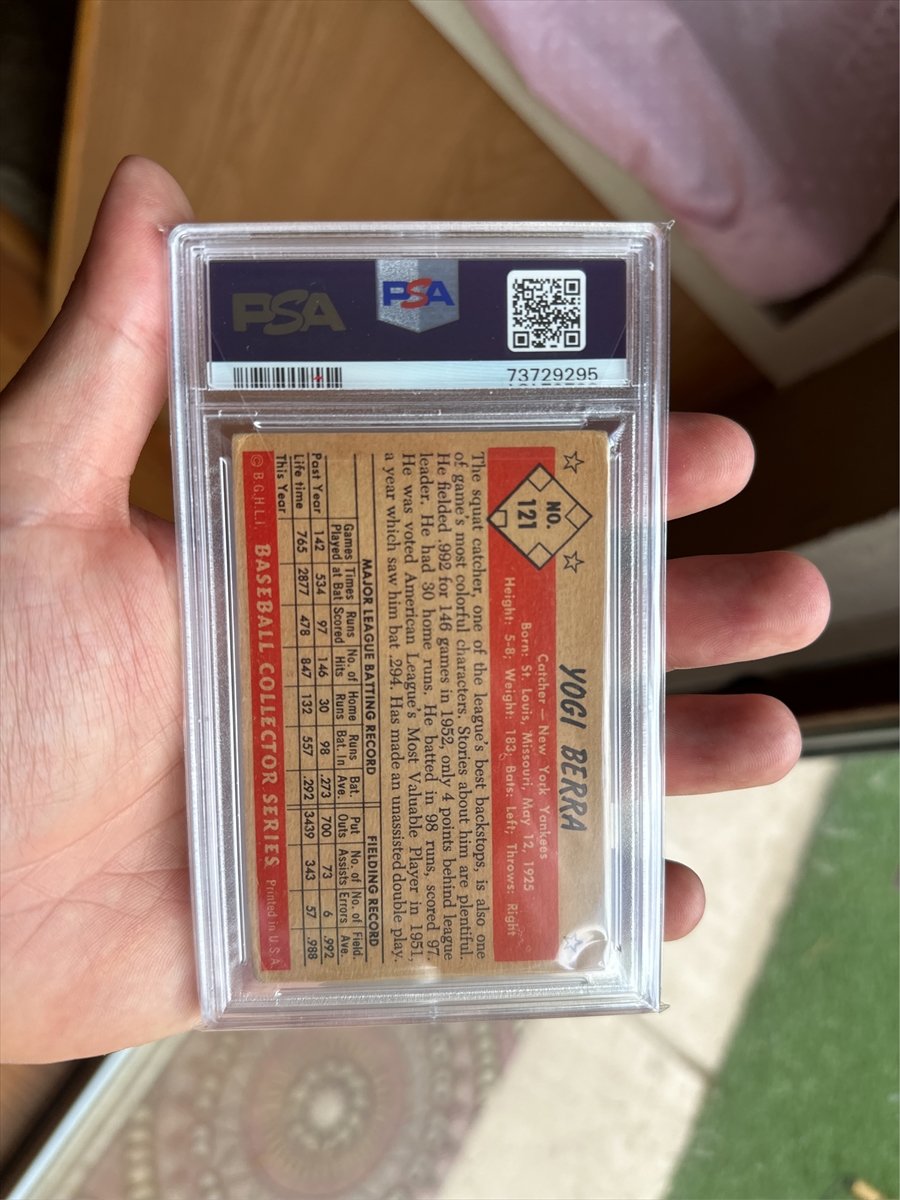 PSA
PSA
73729295
NO.
121
YOGI BERRA
Catcher — New York Yankees
Born: St. Louis, Missouri, May 12, 1925
Height: 5-8; Weight: 183; Bats: Left; Throws: Right
The squat catcher, one of the league's best backstops, is also one
of game's most colorful characters. Stories about him are plentiful.
He fielded .992 for 146 games in 1952, only 4 points behind league
leader. He had 30 home runs. He batted in 98 runs, scored 97.
He was voted American League's Most Valuable Player in 1951,
a year which saw him bat .294. Has made an unassisted double play.
MAJOR LEAGUE BATTING RECORD FIELDING RECORD
Games Times Runs No. of Home Runs Bat. Put No. of No. of Field.
Played at Bat Scored Hits Runs Bat. In Ave. Outs Assists Errors Ave.
Past Year 142 534 97 146 30 98 .273 700 73 6 .992
Life time 765 2877 478 847 132 557 .292 3439 343 57 .988
This Year
© B.G.H.L.I. BASEBALL COLLECTOR SERIES Printed in U.S.A.